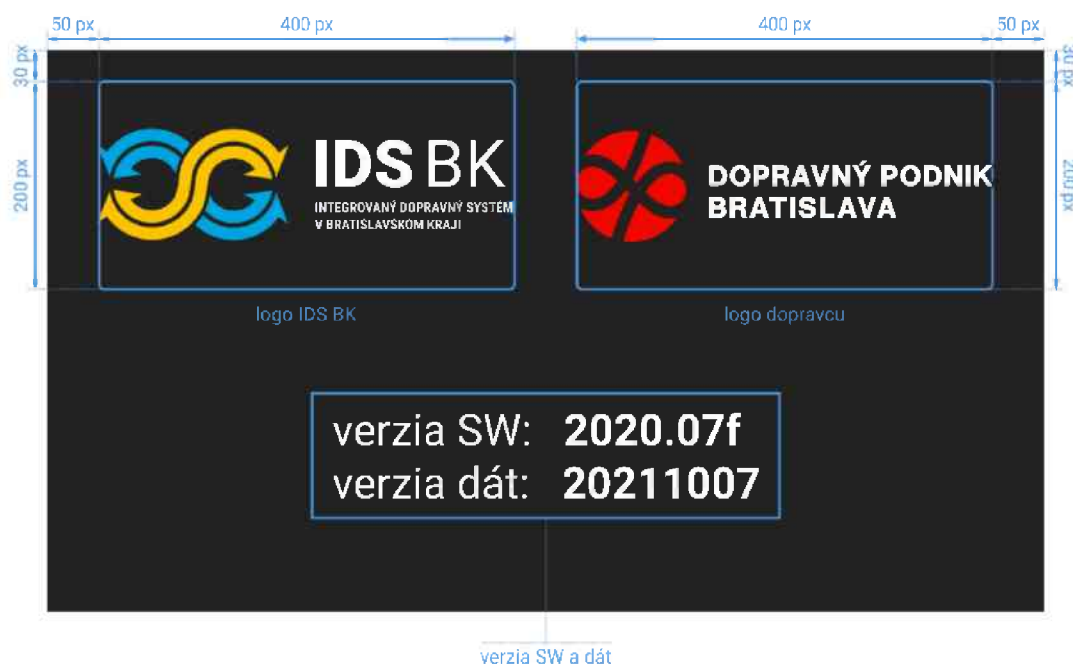 50 px 400 px 400 px 50 px
30 px 30 px
200 px 200 px
IDS BK
INTEGROVANÝ DOPRAVNÝ SYSTÉM
V BRATISLAVSKOM KRAJI
DOPRAVNÝ PODNIK
BRATISLAVA
logo IDS BK logo dopravcu
verzia SW: 2020.07f
verzia dát: 20211007
verzia SW a dát